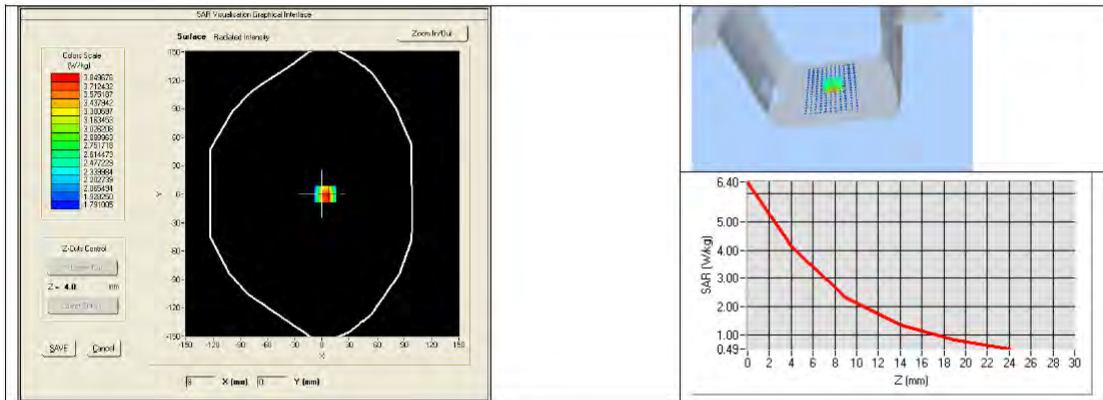 SAR Visualisation Graphical Interface
Surface Radiated Intensity
Zoom In/Out
Colors Scale
(W/kg)
3.849676
3.712432
3.575187
3.437942
3.300697
3.163453
3.026208
2.888963
2.751718
2.614473
2.477229
2.339984
2.202739
2.065494
1.928250
1.791005
Z-Cuts Control
Z = 4.0 mm
SAVE Cancel
150
120
90
60
30
0
-30
-60
-90
-120
-150
Y
-150 -120 -90 -60 -30 0 30 60 90 120 150
X
8 X (mm) 0 Y (mm)
6.40
5.00
4.00
3.00
2.00
1.00
0.49
SAR (W/kg)
0 2 4 6 8 10 12 14 16 18 20 22 24 26 28 30
Z (mm)